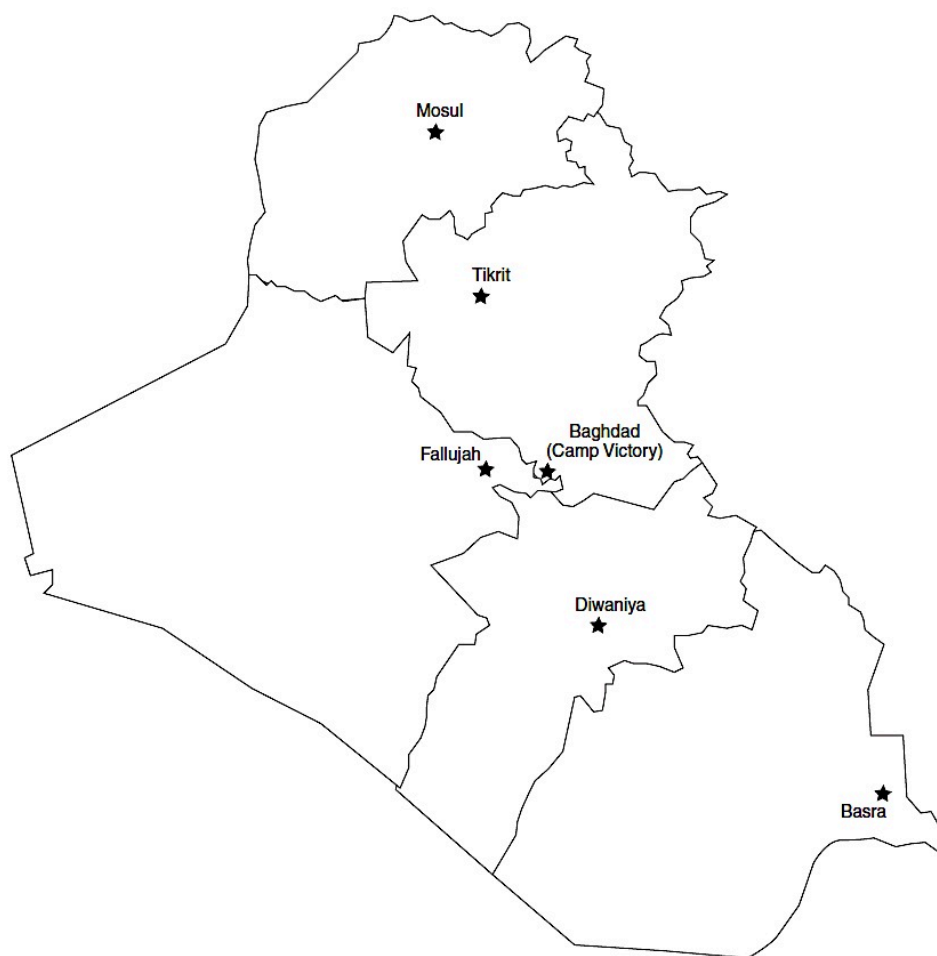 Mosul
Tikrit
Baghdad
(Camp Victory)
Fallujah
Diwaniya
Basra